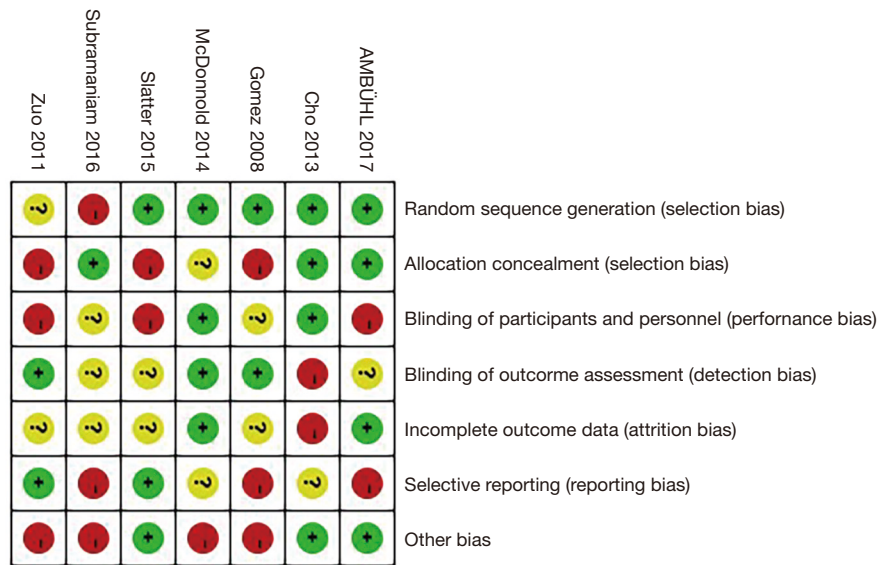 Zuo 2011
Subramaniam 2016
Slatter 2015
McDonnold 2014
Gomez 2008
Cho 2013
AMBÜHL 2017
? - + + + + + Random sequence generation (selection bias)
- + - ? - + + Allocation concealment (selection bias)
- ? - + ? + - Blinding of participants and personnel (perfornance bias)
+ ? ? + + - ? Blinding of outcorme assessment (detection bias)
? ? ? + ? - + Incomplete outcome data (attrition bias)
+ - + ? - ? - Selective reporting (reporting bias)
- - + - - + + Other bias